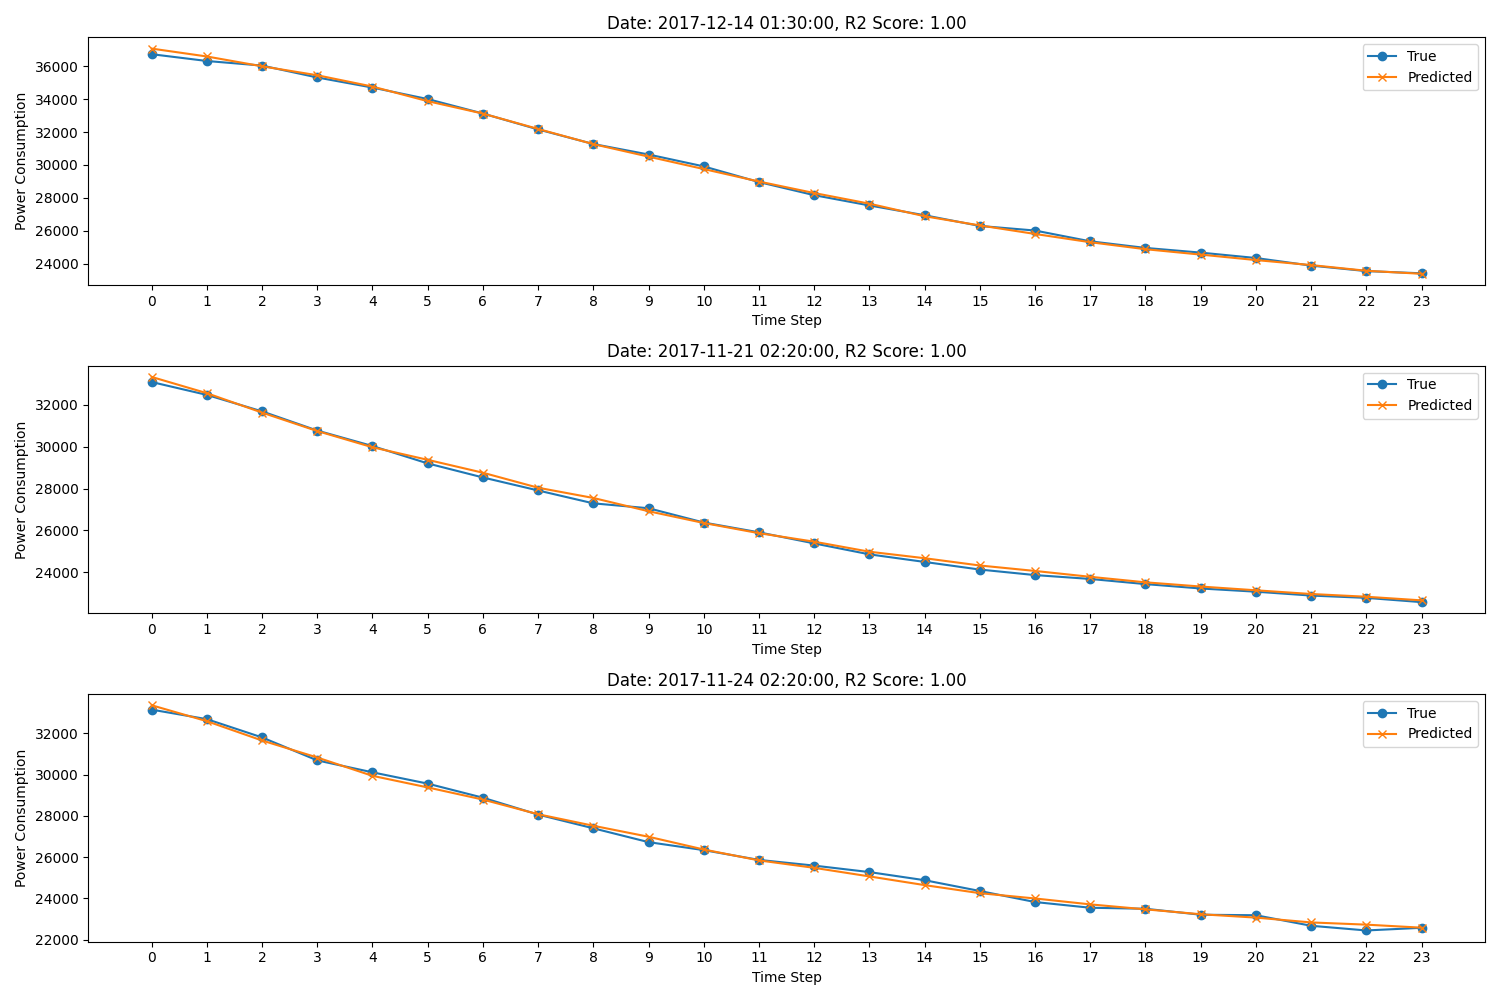 Date: 2017-12-14 01:30:00, R2 Score: 1.00
True
Predicted
Power Consumption
36000
34000
32000
30000
28000
26000
24000
0 1 2 3 4 5 6 7 8 9 10 11 12 13 14 15 16 17 18 19 20 21 22 23
Time Step
Date: 2017-11-21 02:20:00, R2 Score: 1.00
True
Predicted
Power Consumption
32000
30000
28000
26000
24000
0 1 2 3 4 5 6 7 8 9 10 11 12 13 14 15 16 17 18 19 20 21 22 23
Time Step
Date: 2017-11-24 02:20:00, R2 Score: 1.00
True
Predicted
Power Consumption
32000
30000
28000
26000
24000
22000
0 1 2 3 4 5 6 7 8 9 10 11 12 13 14 15 16 17 18 19 20 21 22 23
Time Step